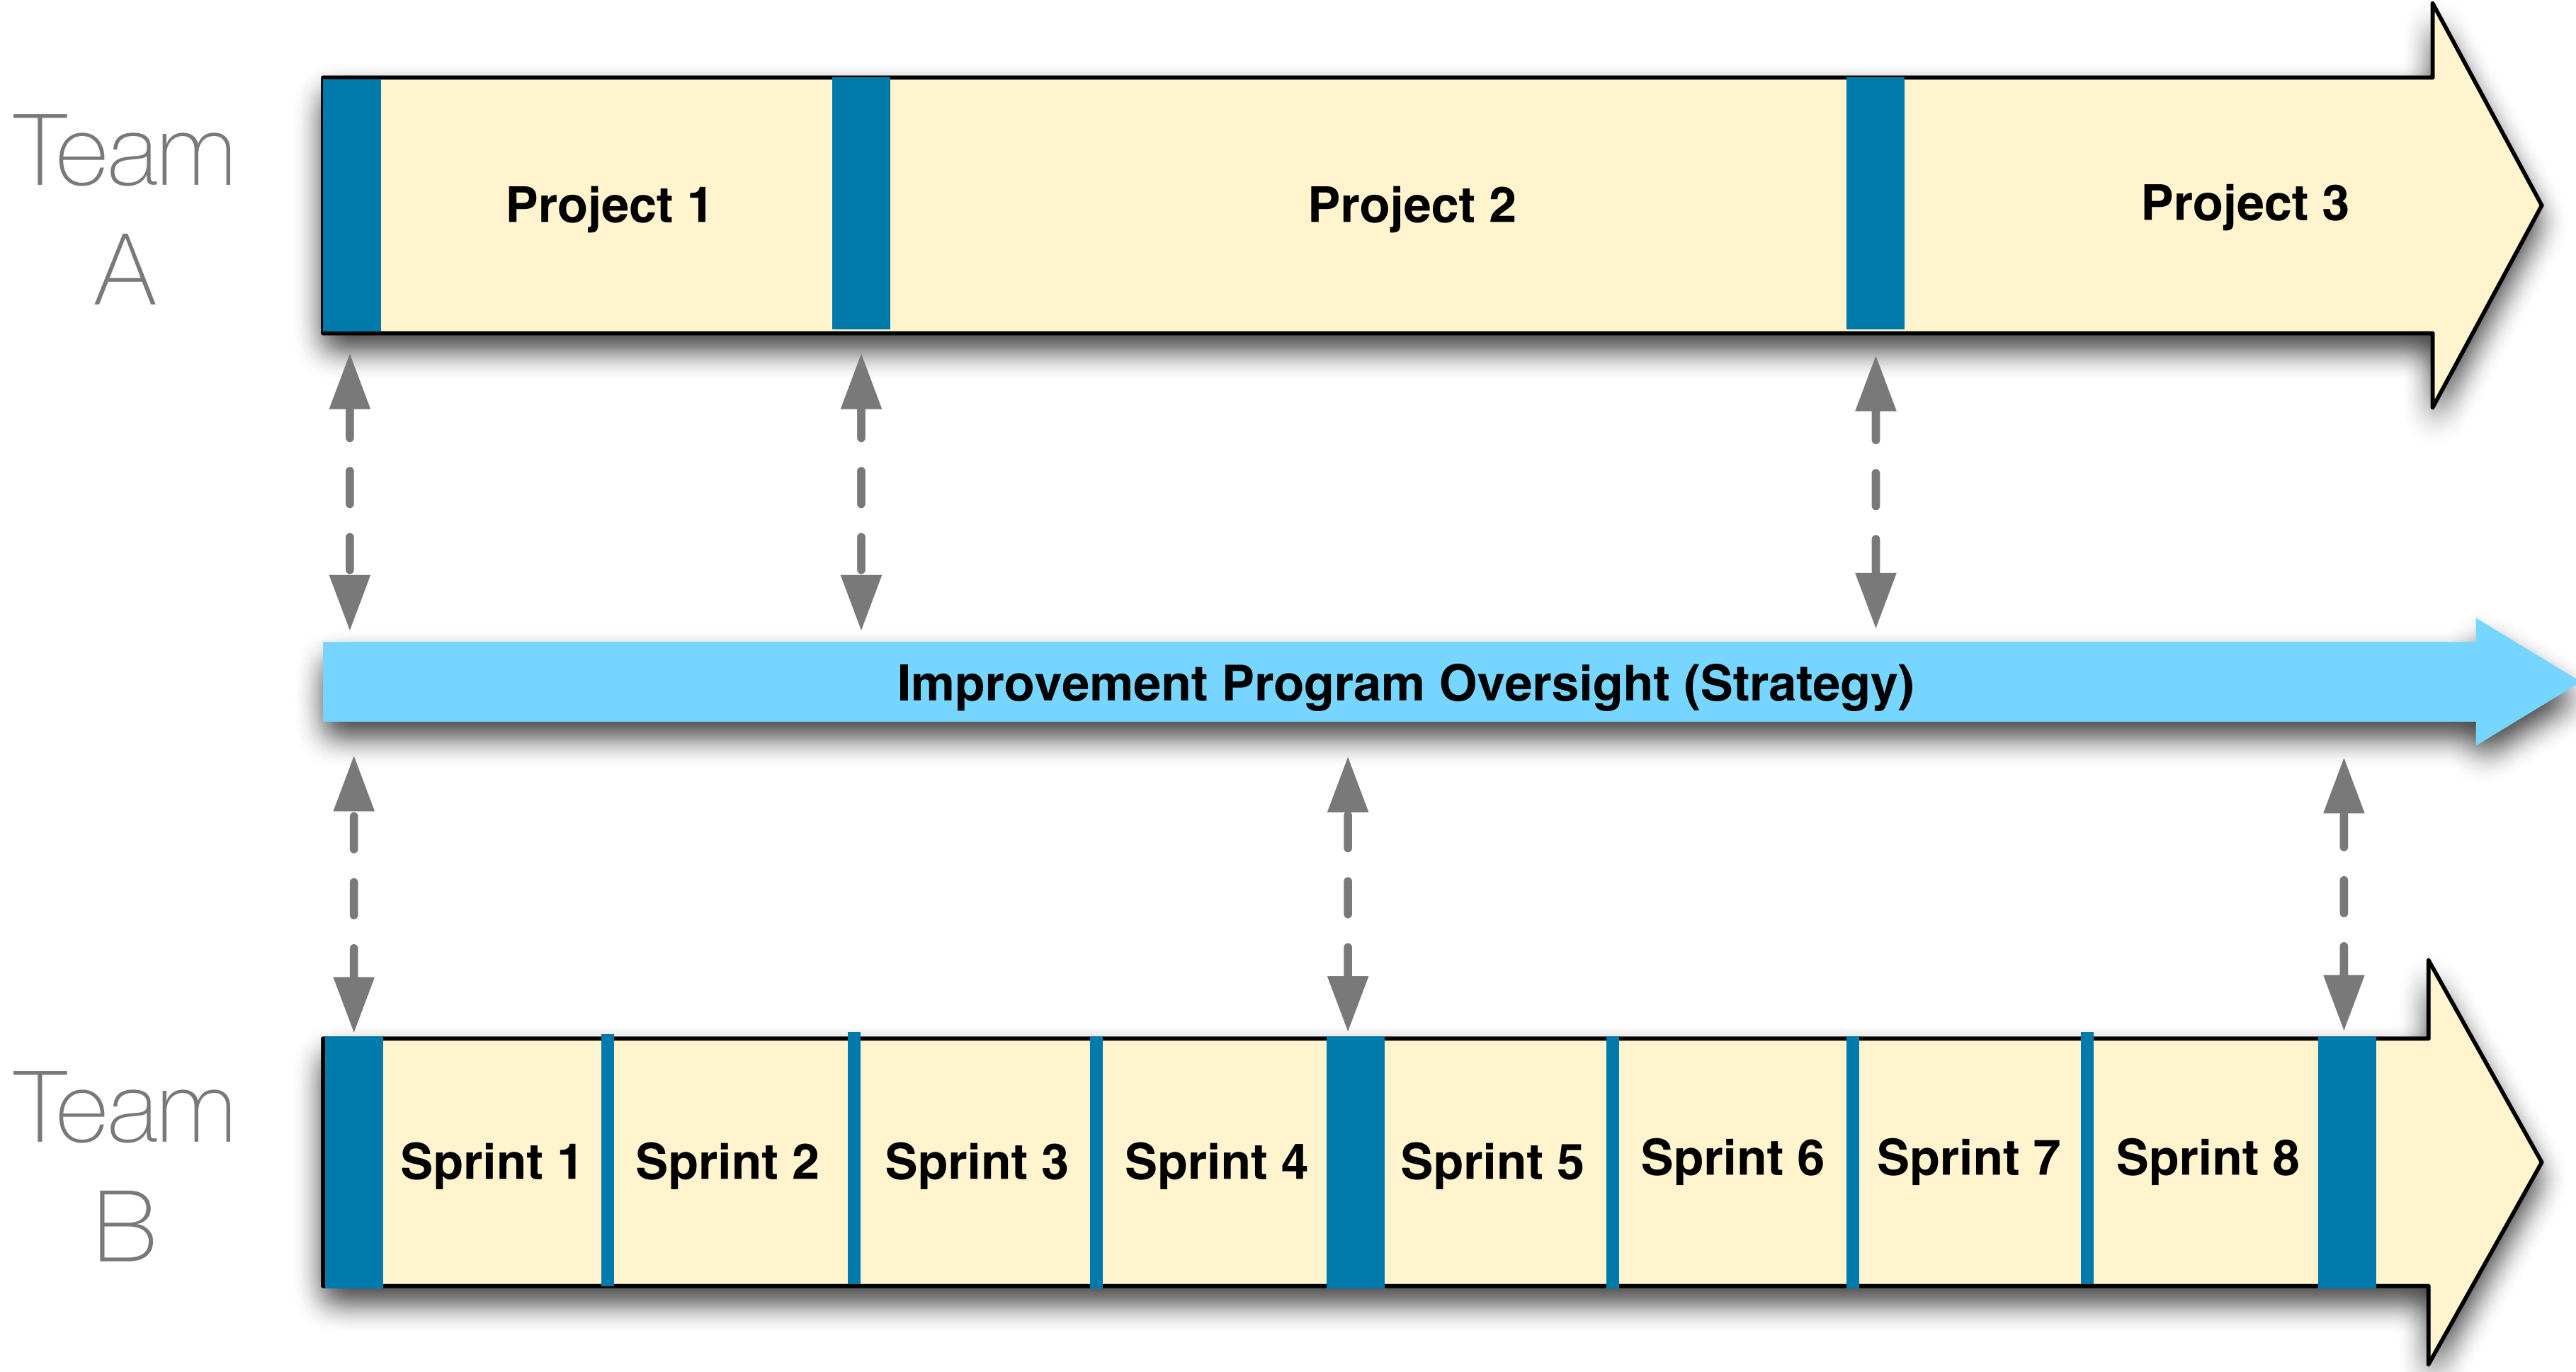 Team
A
Project 1
Project 2
Project 3
Improvement Program Oversight (Strategy)
Team
B
Sprint 1
Sprint 2
Sprint 3
Sprint 4
Sprint 5
Sprint 6
Sprint 7
Sprint 8